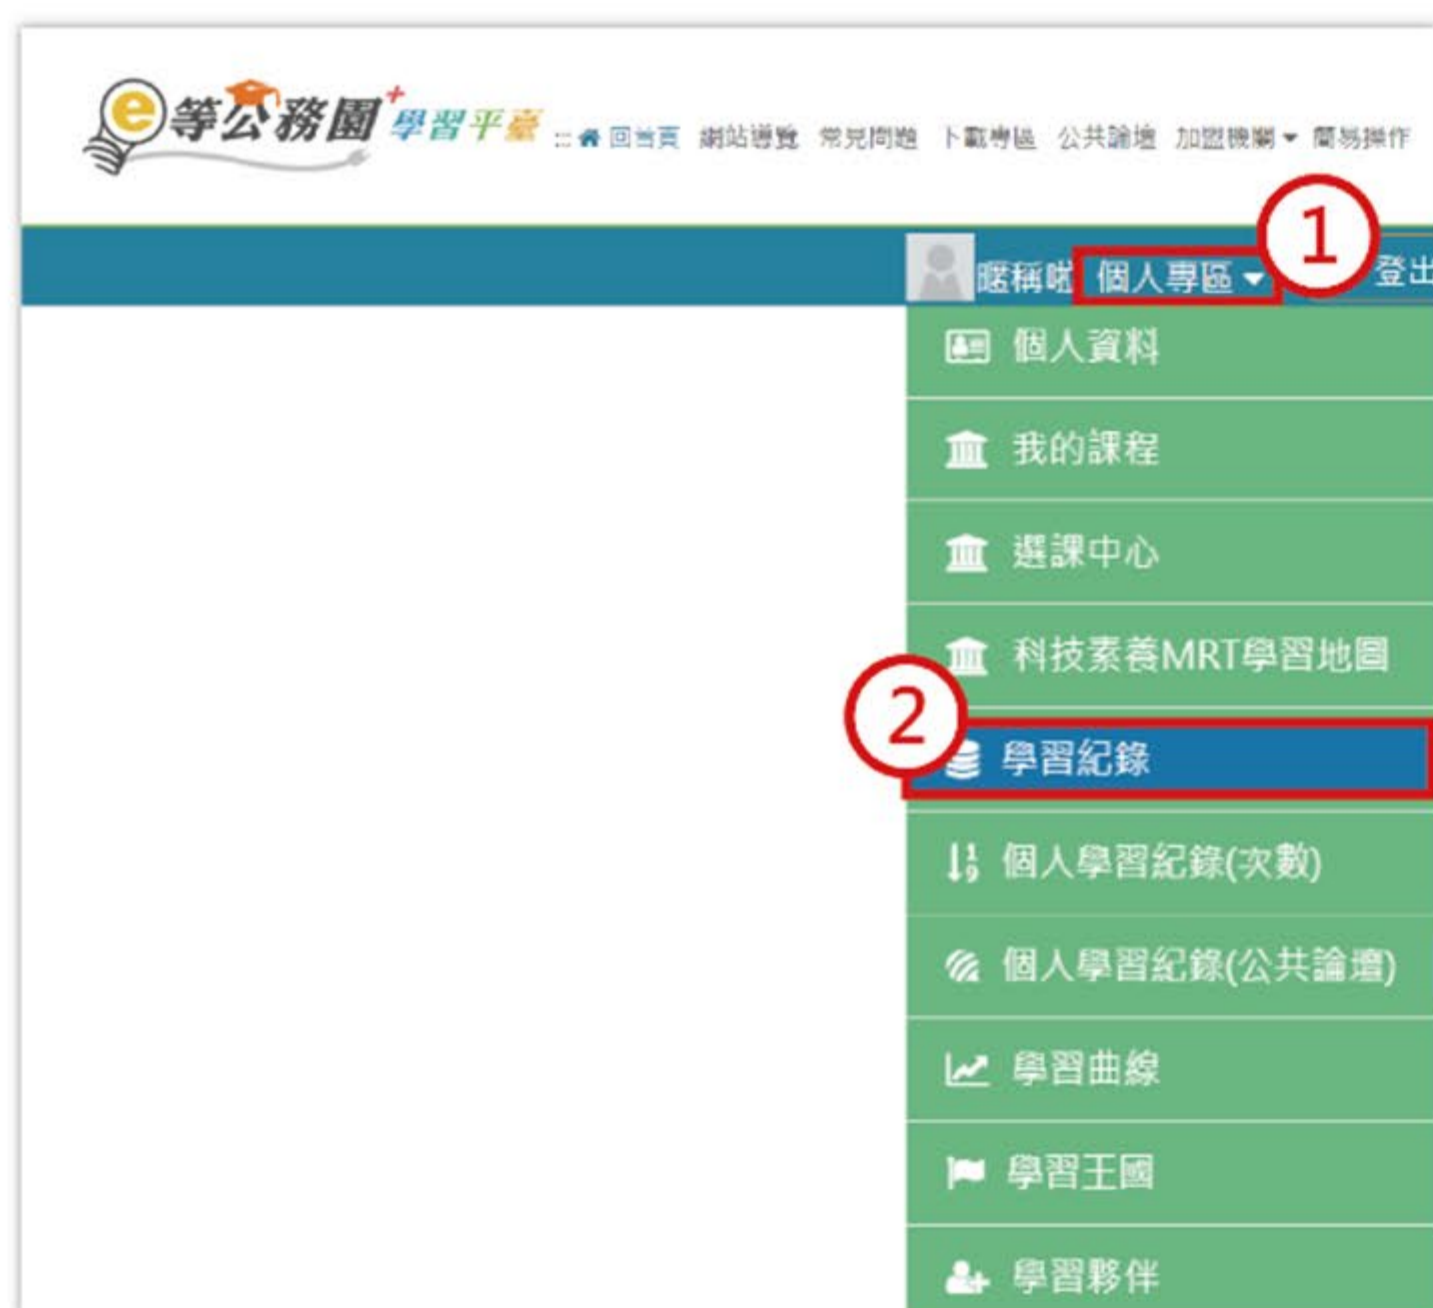 e等公務園+學習平臺 ::: 回首頁 網站導覽 常見問題 下載專區 公共論壇 加盟機關 簡易操作
暱稱啦 個人專區 1 登出
個人資料
我的課程
選課中心
科技素養MRT學習地圖
2 學習紀錄
個人學習紀錄(次數)
個人學習紀錄(公共論壇)
學習曲線
學習王國
學習夥伴